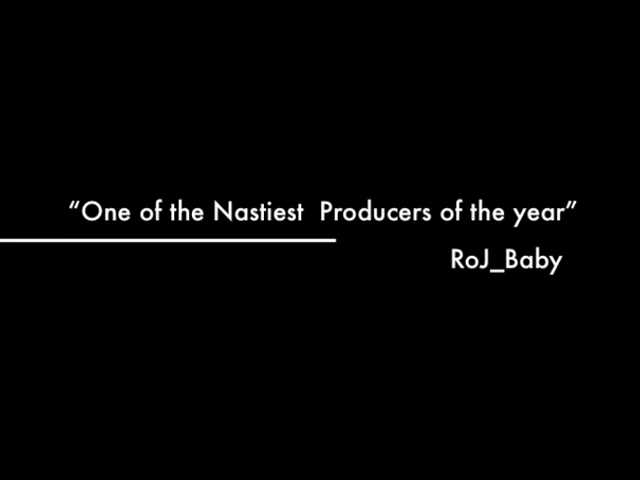 “One of the Nastiest  Producers of the year”
RoJ_Baby